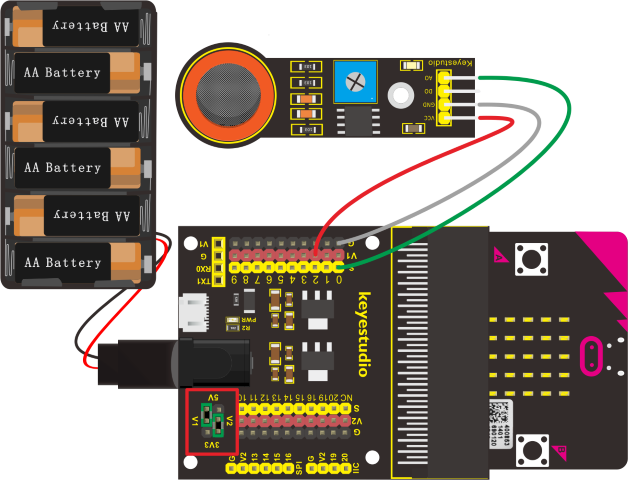 AA Battery
AA Battery
AA Battery
AA Battery
AA Battery
AA Battery
Keyestudio
AO
DO
GND
VCC
103
102
V1
G
RX0
TX1
G
V1
S
9 8 7 6 5 4 3 2 1 0
keyestudio
PWR
R2
5V
V1
V2
3V3
10 11 12 13 14 15 16 19 20 NC
S
V2
G
G
V2
13
14
15
16
SPI
G
V2
19
20
IIC
A
B